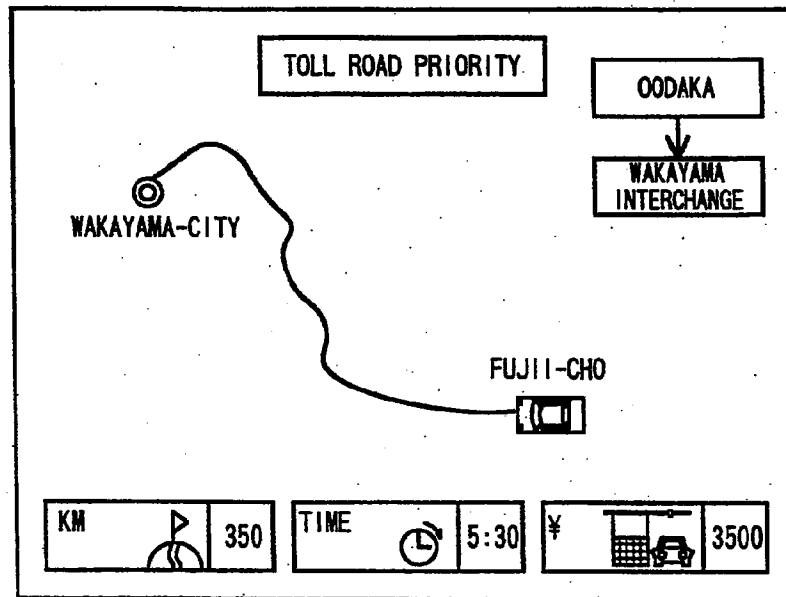 TOLL ROAD PRIORITY
OODAKA
WAKAYAMA
INTERCHANGE
WAKAYAMA-CITY
FUJII-CHO
KM
350
TIME
5:30
¥
3500